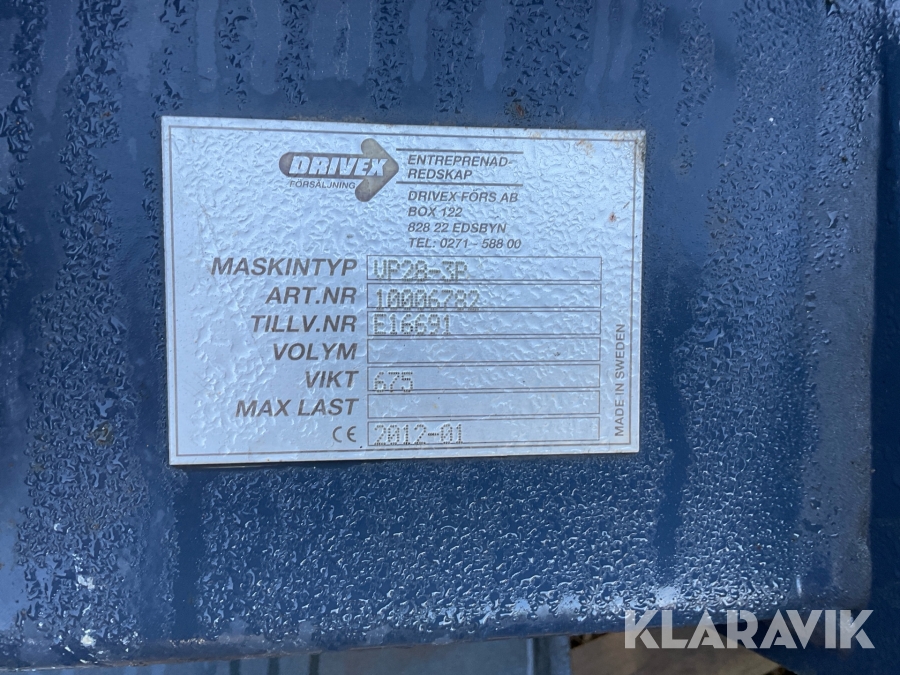 DRIVEX
FÖRSÄLJNING
ENTREPRENAD-
REDSKAP
DRIVEX FÖRS AB
BOX 122
828 22 EDSBYN
TEL: 0271 - 588 00
MASKINTYP VP28-3P
ART.NR 10006782
TILLV.NR E16691
VOLYM
VIKT 675
MAX LAST
CE 2012-01
MADE IN SWEDEN
KLARAVIK